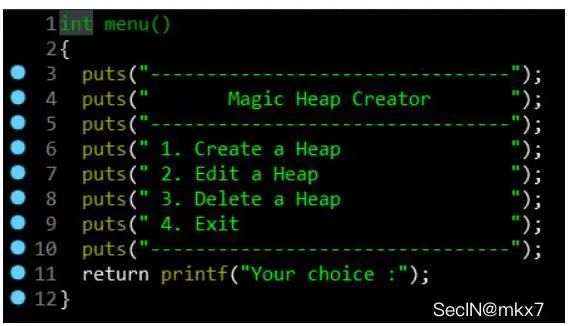 1 int menu()
2 {
3 puts("--------------------------------");
4 puts("       Magic Heap Creator       ");
5 puts("--------------------------------");
6 puts(" 1. Create a Heap               ");
7 puts(" 2. Edit a Heap                 ");
8 puts(" 3. Delete a Heap               ");
9 puts(" 4. Exit                        ");
10 puts("--------------------------------");
11 return printf("Your choice :");
12 }
SecIN@mkx7